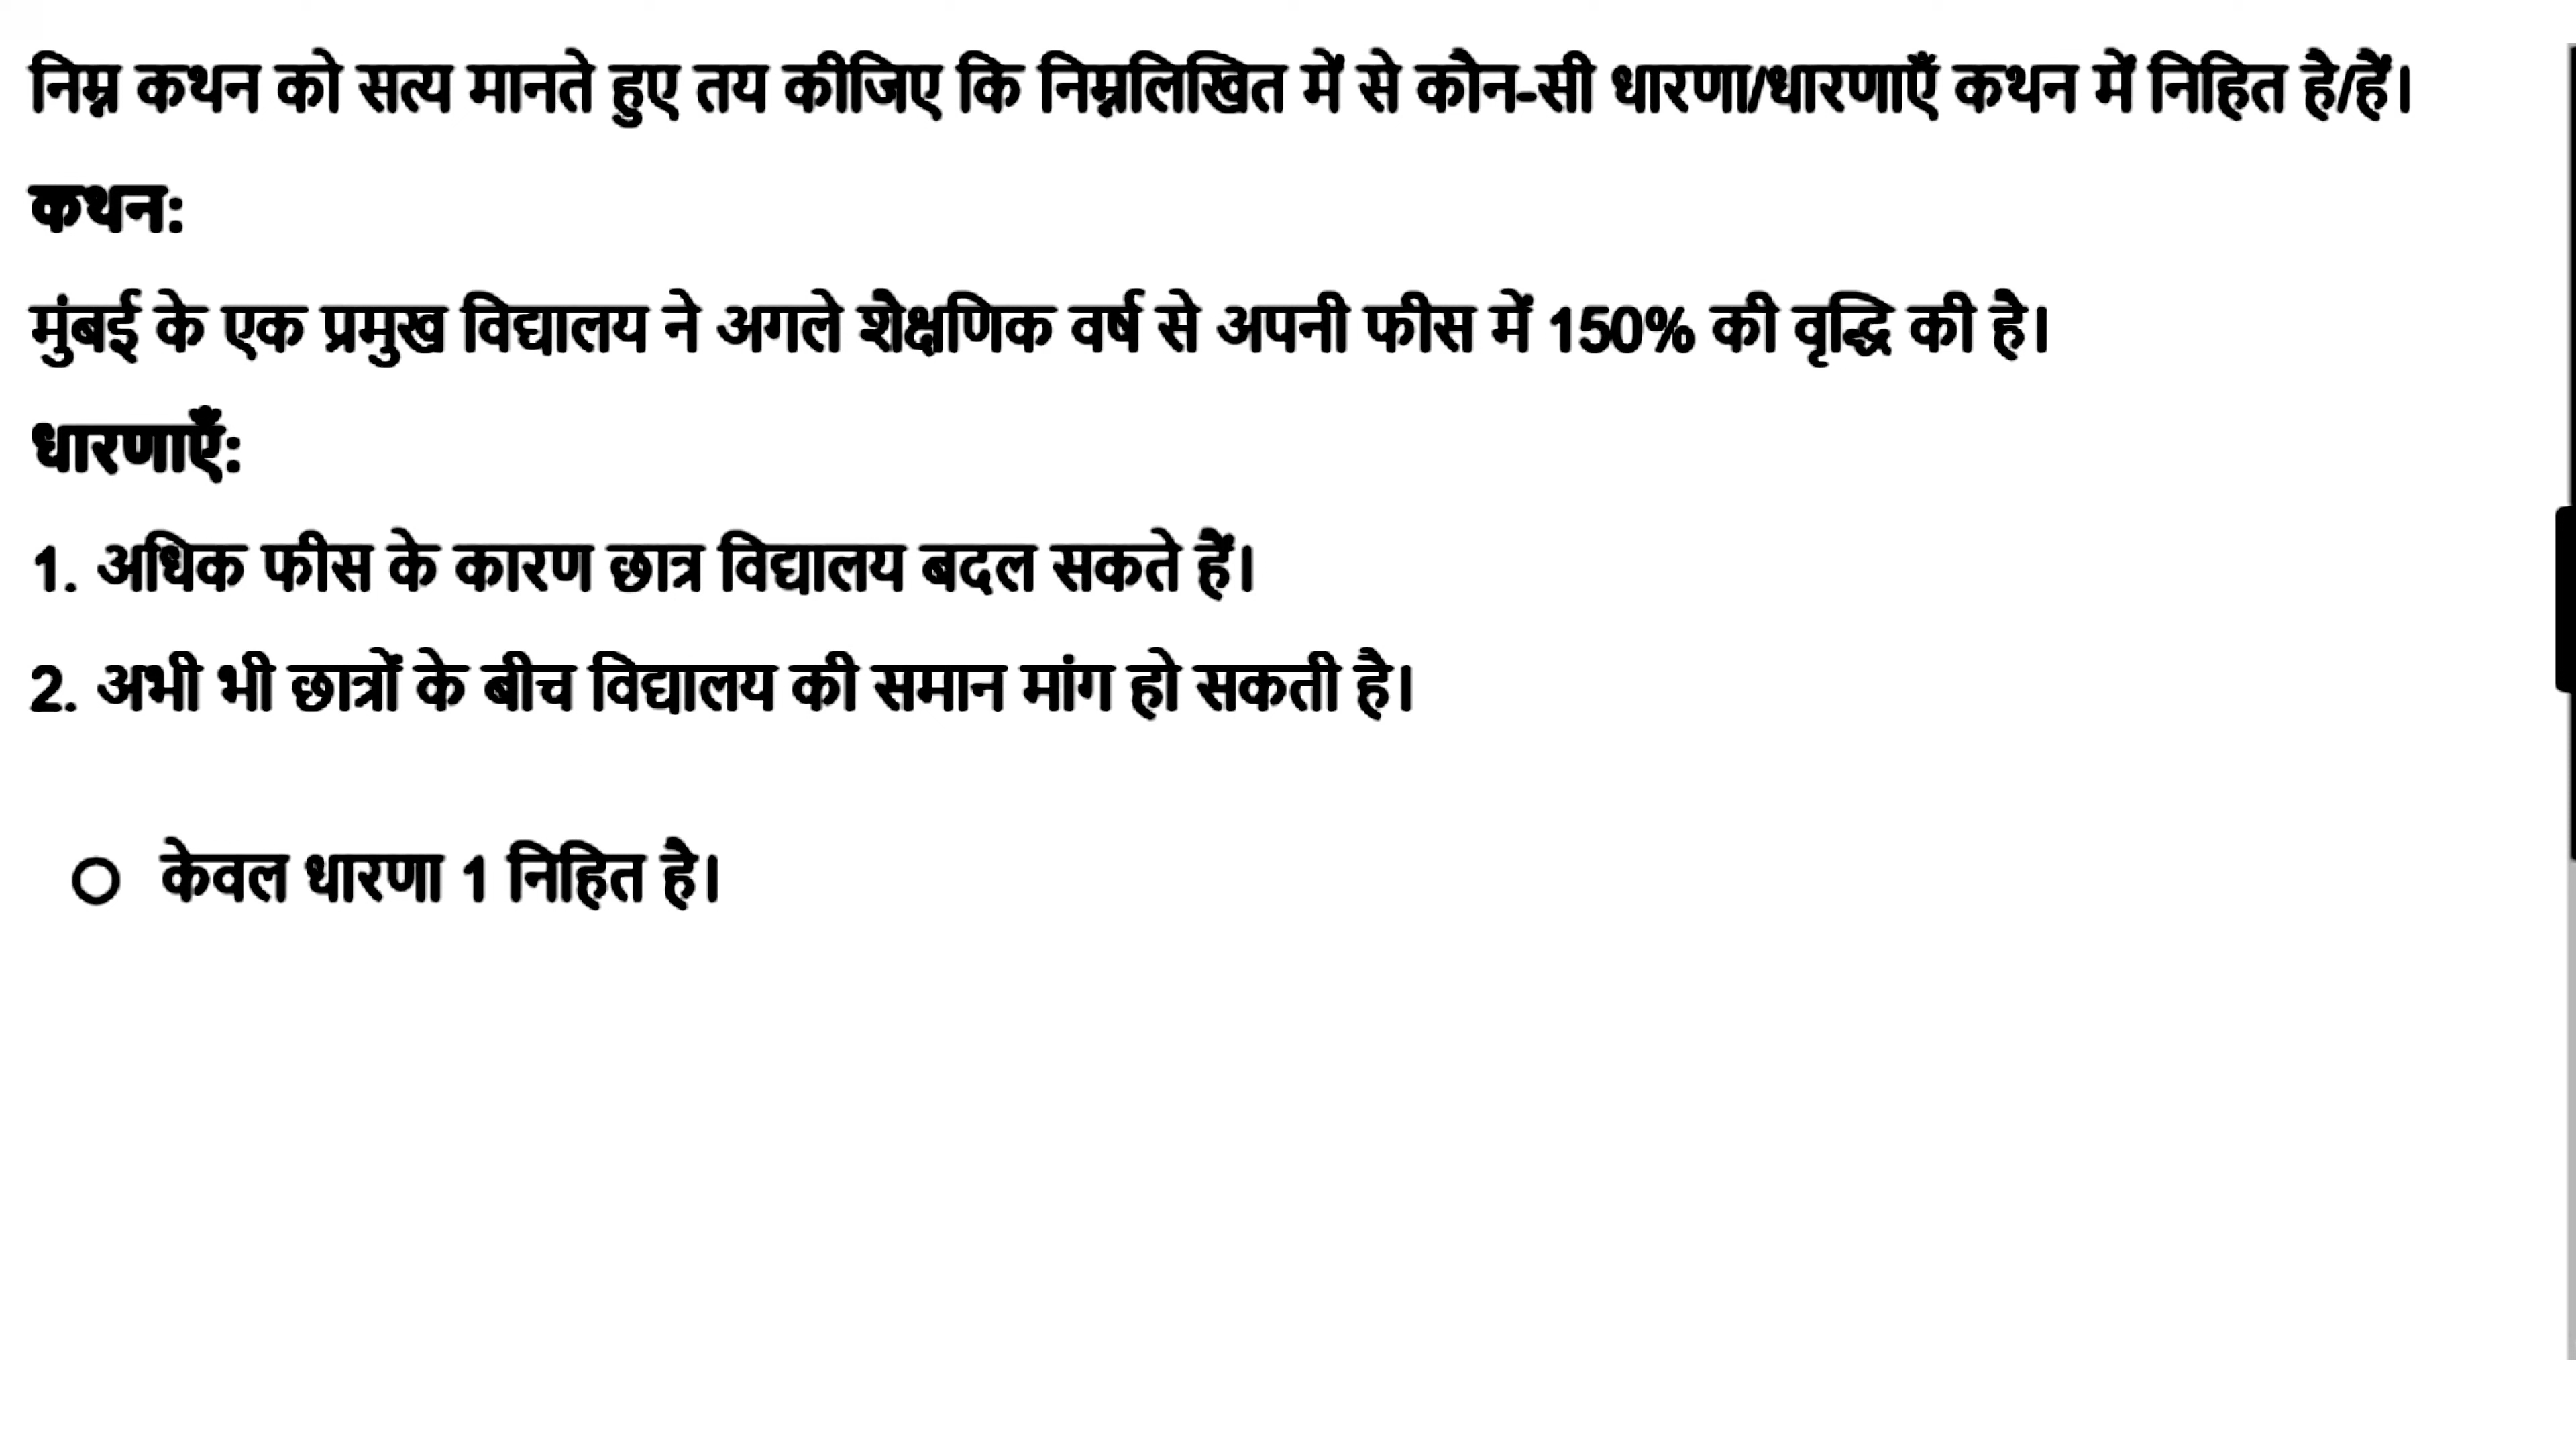 निम्न कथन को सत्य मानते हुए तय कीजिए कि निम्नलिखित में से कौन-सी धारणा/धारणाएँ कथन में निहित है/हैं।
कथन:
मुंबई के एक प्रमुख विद्यालय ने अगले शैक्षणिक वर्ष से अपनी फीस में 150% की वृद्धि की है।
धारणाएँ:
1. अधिक फीस के कारण छात्र विद्यालय बदल सकते हैं।
2. अभी भी छात्रों के बीच विद्यालय की समान मांग हो सकती है।
केवल धारणा 1 निहित है।